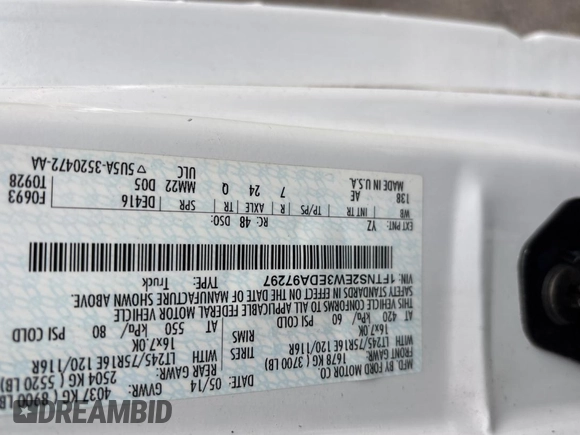 MFD. BY FORD MOTOR CO.
DATE: 05/14 GVWR: 4037 KG ( 8900 LB
FRONT GAWR: 1678 KG ( 3700 LB) REAR GAWR: 2504 KG ( 5520 LB)
LT245/75R16E 120/116R TIRES WITH LT245/75R16E 120/116R
16x7.0K RIMS 16x7.0K
AT 420 kPa/ 60 PSI COLD AT 550 kPa/ 80 PSI COLD
THIS VEHICLE CONFORMS TO ALL APPLICABLE FEDERAL MOTOR VEHICLE
SAFETY STANDARDS IN EFFECT ON THE DATE OF MANUFACTURE SHOWN ABOVE.
VIN: 1FTNS2EW3EDA97297 TYPE: Truck
F0693
T0928
EXT PNT: YZ RC: 48 DSO:
WB INT TR TP/PS R AXLE TR SPR DE416
138 AE 7 24 Q MM22 D05
MADE IN U.S.A. ULC
▽5U5A-3520472-AA
DREAMBID